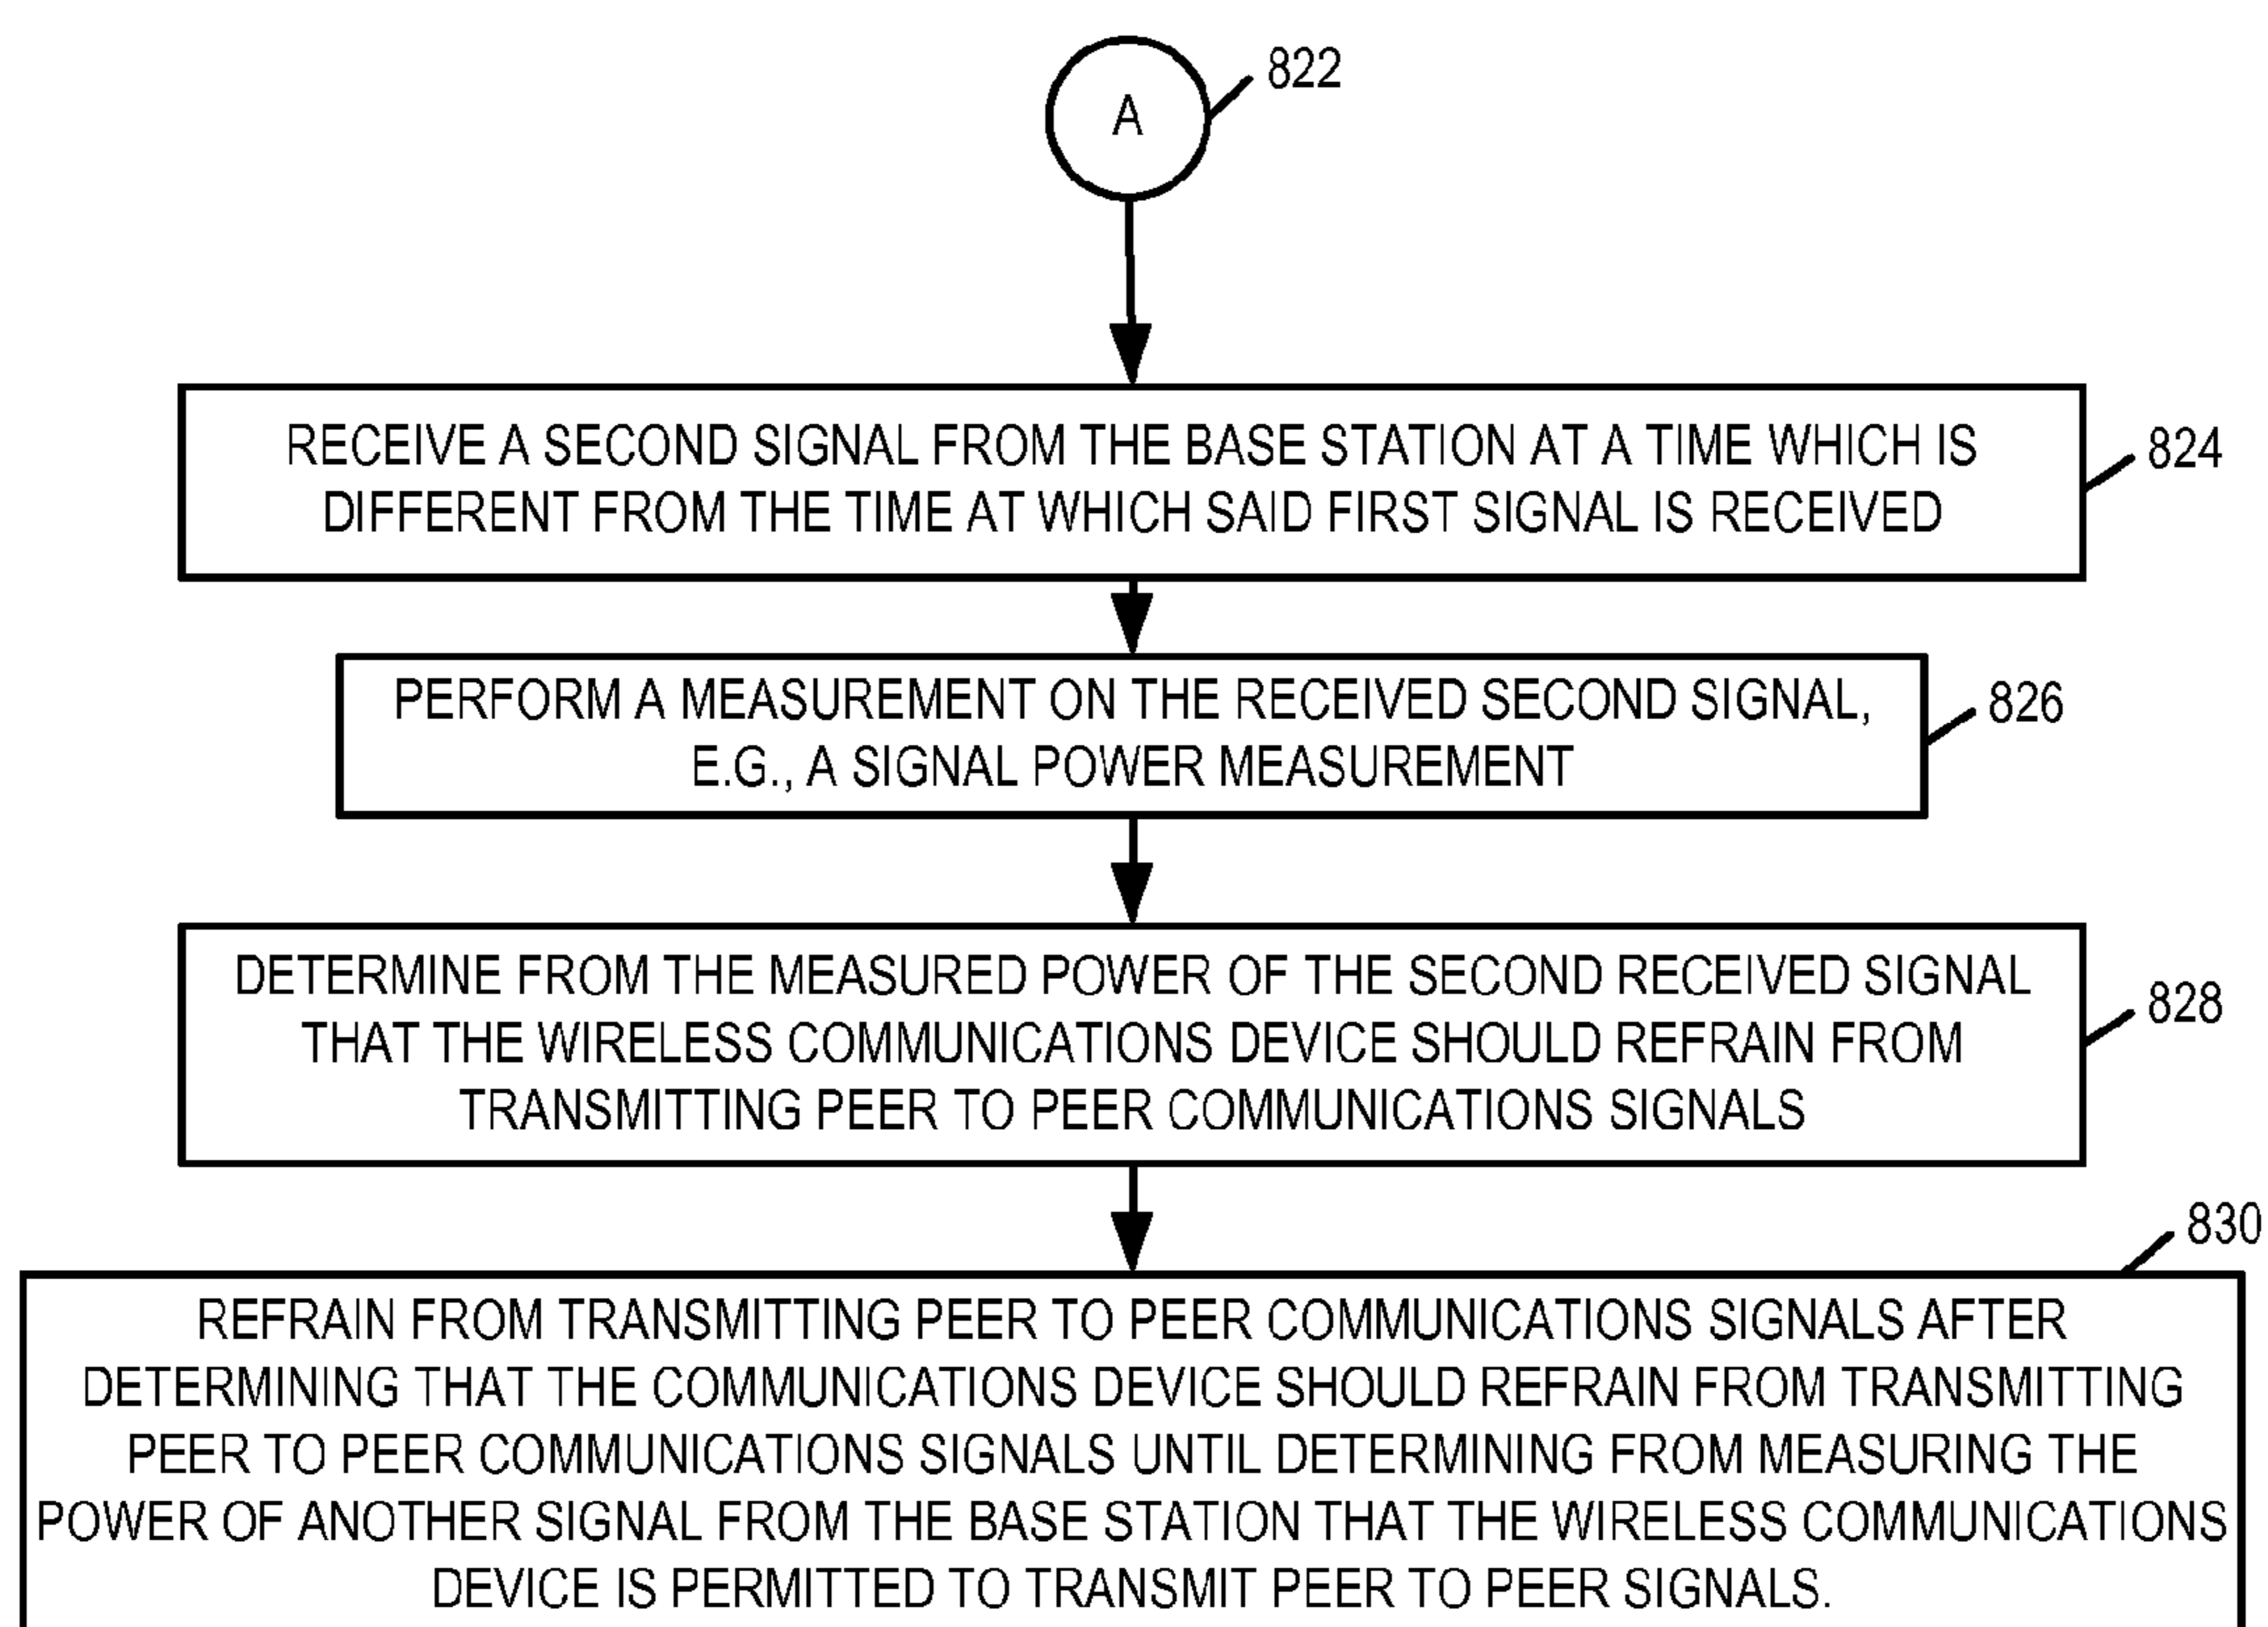 822
A
RECEIVE A SECOND SIGNAL FROM THE BASE STATION AT A TIME WHICH IS
DIFFERENT FROM THE TIME AT WHICH SAID FIRST SIGNAL IS RECEIVED
824
PERFORM A MEASUREMENT ON THE RECEIVED SECOND SIGNAL,
E.G., A SIGNAL POWER MEASUREMENT
826
DETERMINE FROM THE MEASURED POWER OF THE SECOND RECEIVED SIGNAL
THAT THE WIRELESS COMMUNICATIONS DEVICE SHOULD REFRAIN FROM
TRANSMITTING PEER TO PEER COMMUNICATIONS SIGNALS
828
830
REFRAIN FROM TRANSMITTING PEER TO PEER COMMUNICATIONS SIGNALS AFTER
DETERMINING THAT THE COMMUNICATIONS DEVICE SHOULD REFRAIN FROM TRANSMITTING
PEER TO PEER COMMUNICATIONS SIGNALS UNTIL DETERMINING FROM MEASURING THE
POWER OF ANOTHER SIGNAL FROM THE BASE STATION THAT THE WIRELESS COMMUNICATIONS
DEVICE IS PERMITTED TO TRANSMIT PEER TO PEER SIGNALS.